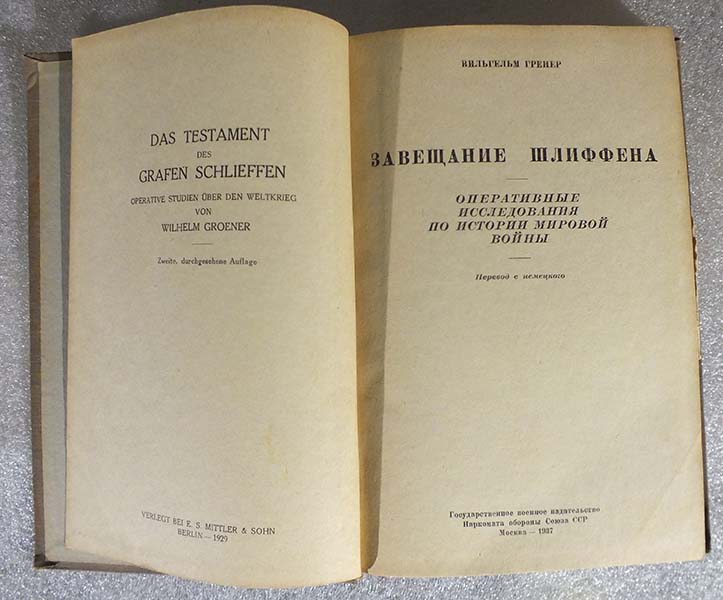 DAS TESTAMENT
DES
GRAFEN SCHLIEFFEN
OPERATIVE STUDIEN ÜBER DEN WELTKRIEG
VON
WILHELM GROENER
Zweite, durchgesehene Auflage
VERLEGT BEI E. S. MITTLER & SOHN
BERLIN—1929
ВИЛЬГЕЛЬМ ГРЕНЕР
ЗАВЕЩАНИЕ ШЛИФФЕНА
ОПЕРАТИВНЫЕ
ИССЛЕДОВАНИЯ
ПО ИСТОРИИ МИРОВОЙ
ВОЙНЫ
Перевод с немецкого
Государственное военное издательство
Наркомата обороны Союза ССР
Москва—1937